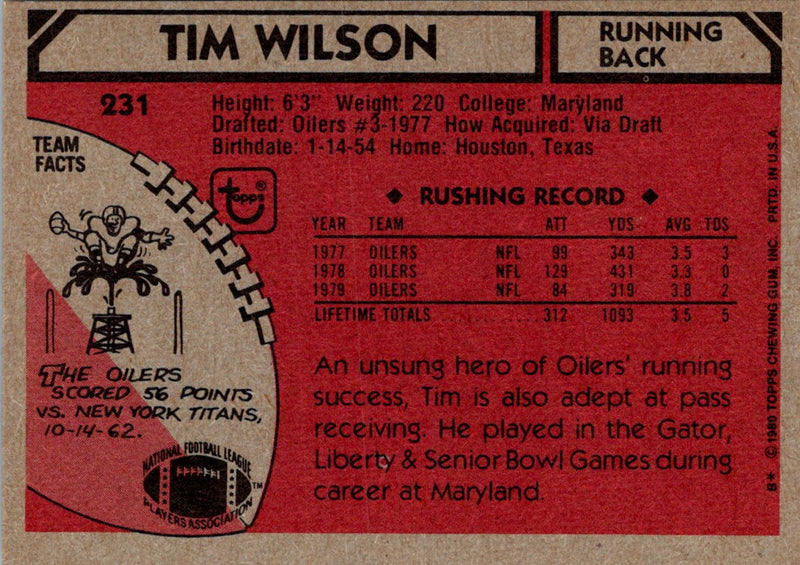 TIM WILSON
RUNNING
BACK
231
Height: 6'3" Weight: 220 College: Maryland
Drafted: Oilers #3-1977 How Acquired: Via Draft
Birthdate: 1-14-54 Home: Houston, Texas
TEAM
FACTS
topps®
◆ RUSHING RECORD ◆
YEAR TEAM ATT YDS AVG TDS
1977 OILERS NFL 99 343 3.5 3
1978 OILERS NFL 129 431 3.3 0
1979 OILERS NFL 84 319 3.8 2
LIFETIME TOTALS .............. 312 1093 3.5 5
THE OILERS
SCORED 56 POINTS
VS. NEW YORK TITANS,
10-14-62.
An unsung hero of Oilers' running
success, Tim is also adept at pass
receiving. He played in the Gator,
Liberty & Senior Bowl Games during
career at Maryland.
NATIONAL FOOTBALL LEAGUE
PLAYERS ASSOCIATION
TM
B* © 1980 TOPPS CHEWING GUM, INC. PRTD. IN U.S.A.